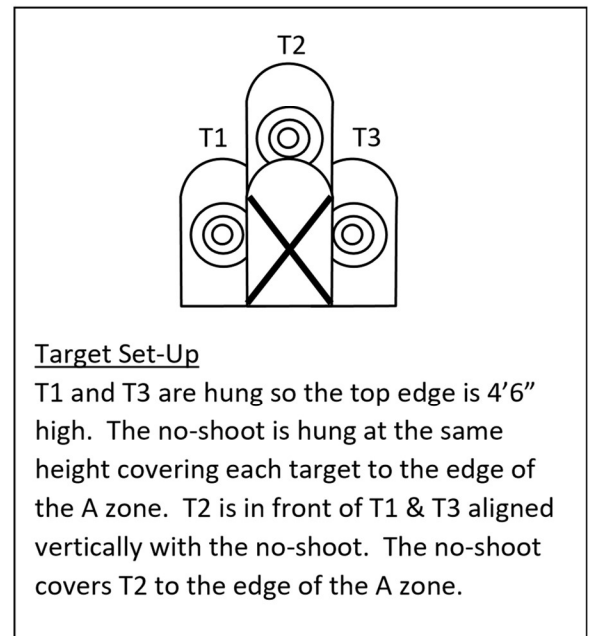 T2
T1 T3
Target Set-Up
T1 and T3 are hung so the top edge is 4’6”
high. The no-shoot is hung at the same
height covering each target to the edge of
the A zone. T2 is in front of T1 & T3 aligned
vertically with the no-shoot. The no-shoot
covers T2 to the edge of the A zone.